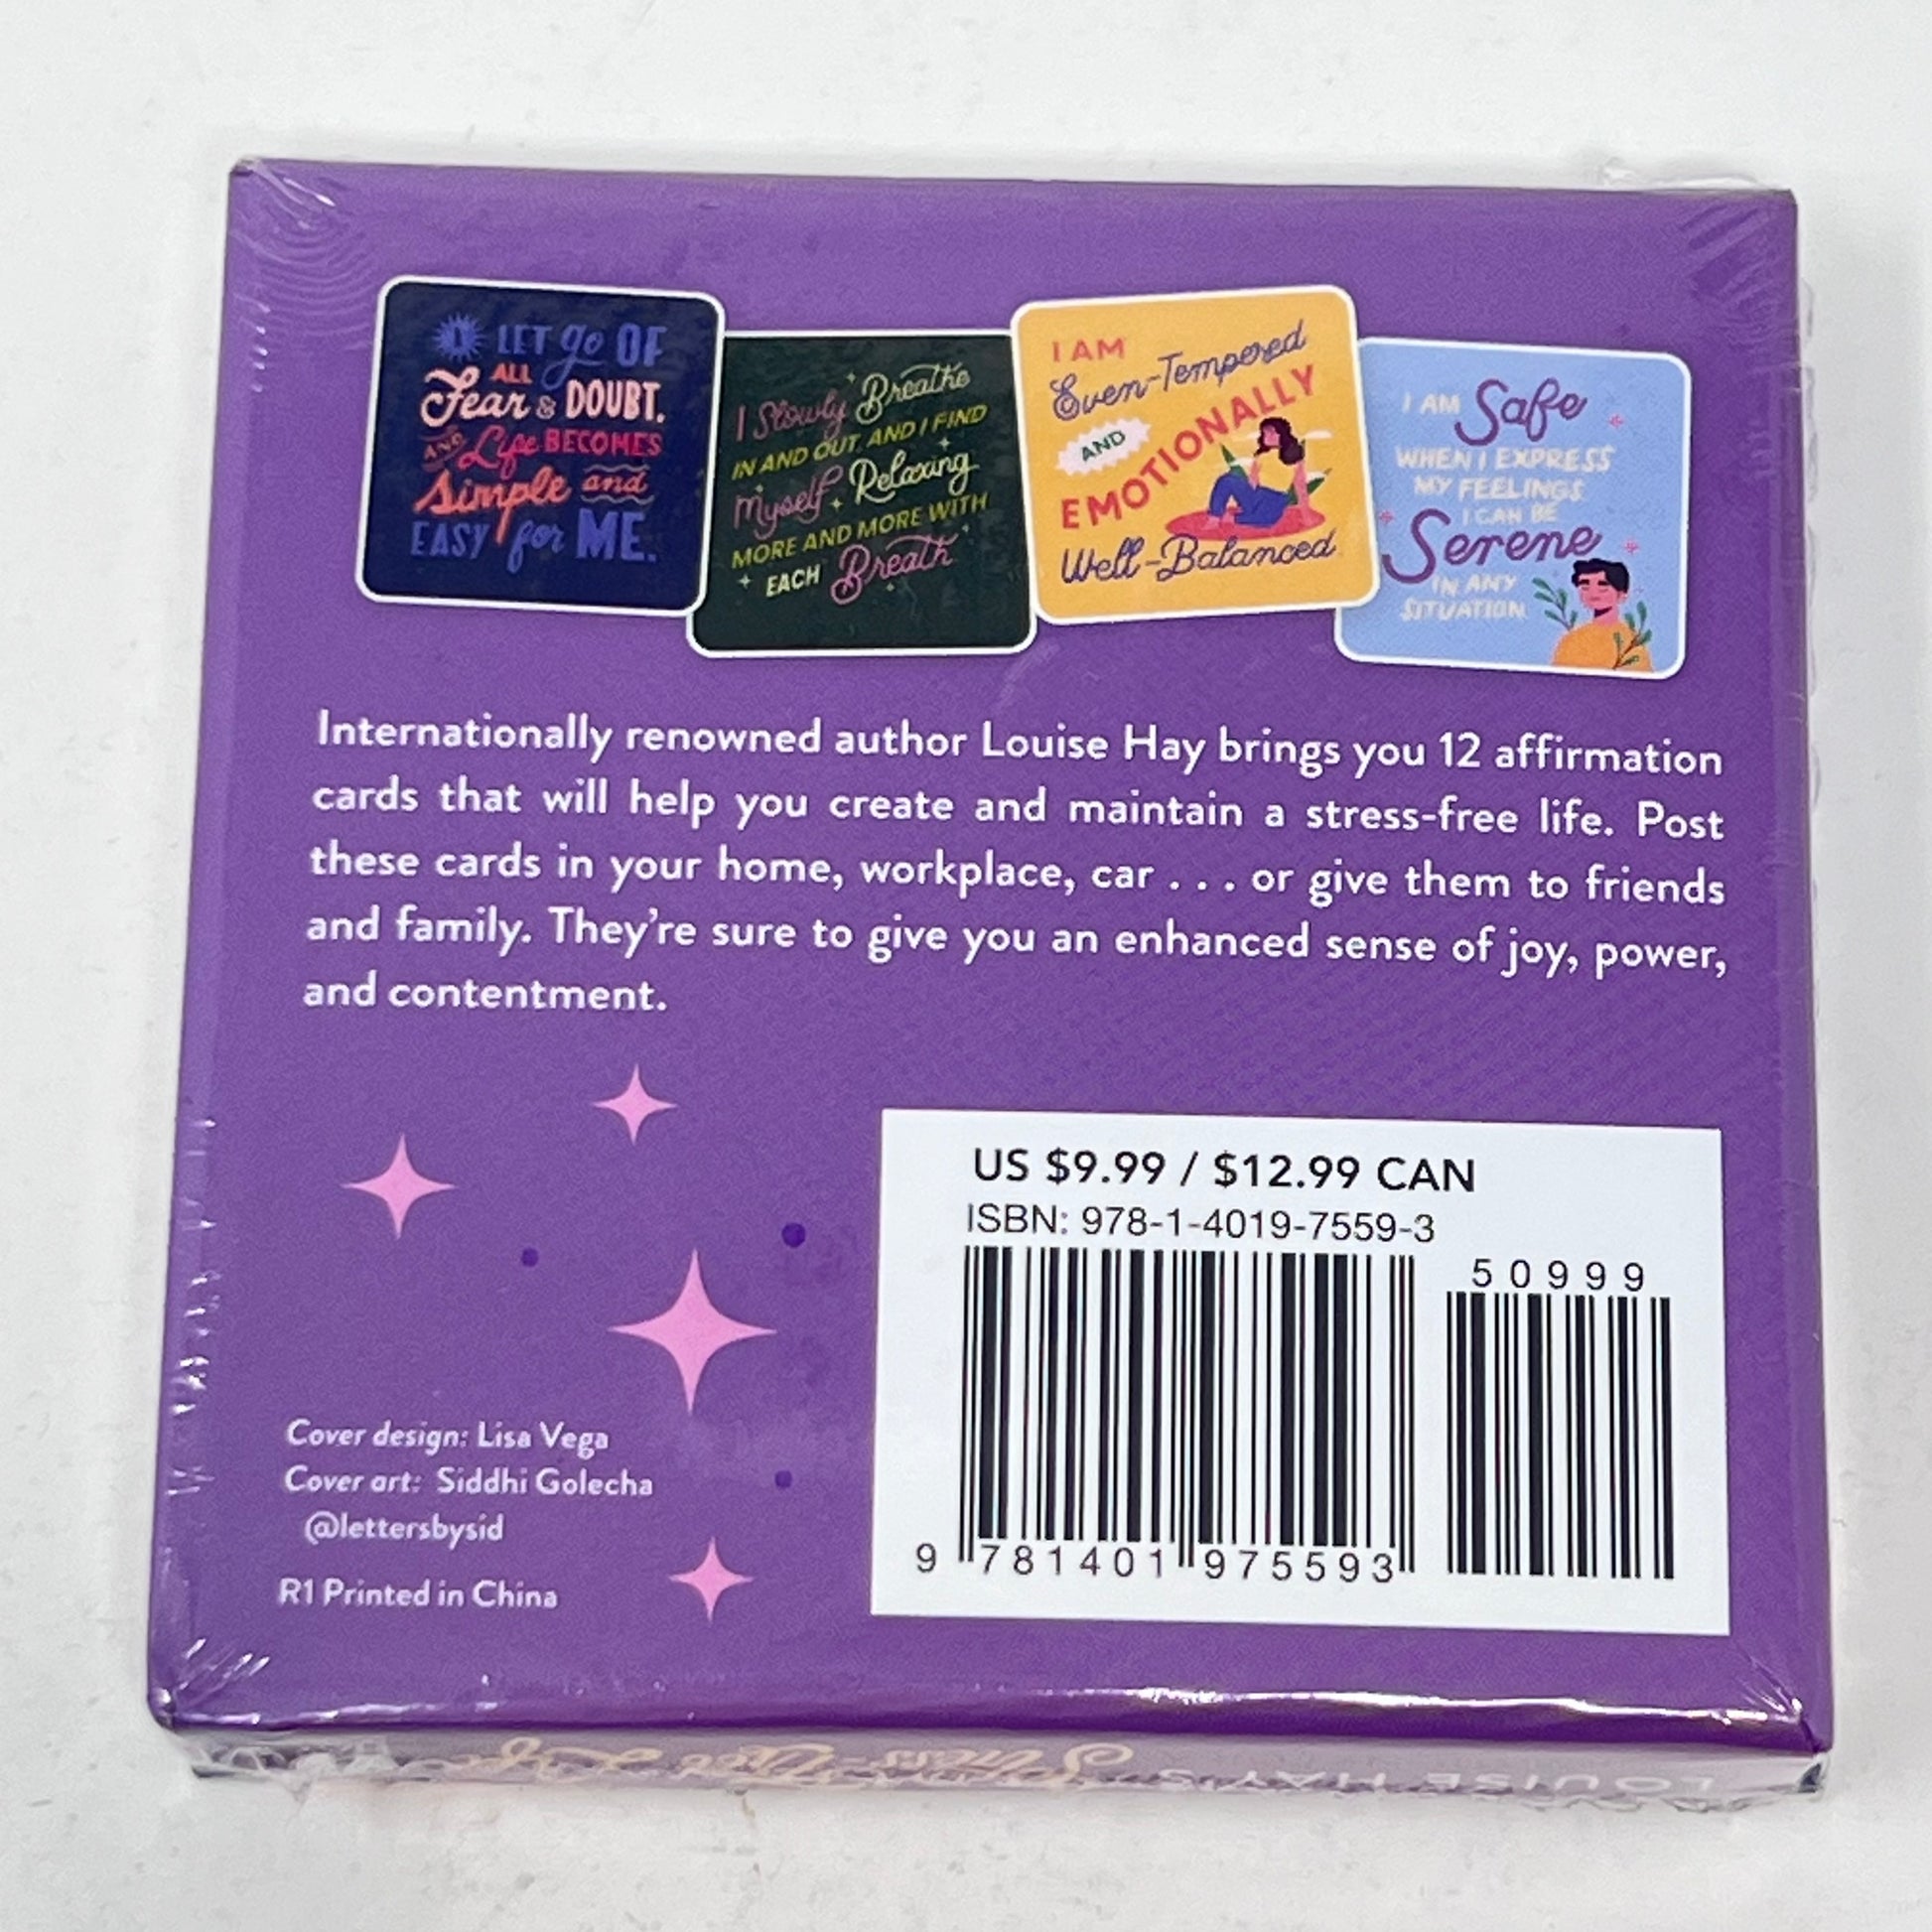 I LET go OF
ALL
Fear & DOUBT,
AND Life BECOMES
Simple and
EASY for ME.
I Slowly Breathe
IN AND OUT, AND I FIND
Myself Relaxing
MORE AND MORE WITH
EACH Breath
I AM
Even-Tempered
AND
EMOTIONALLY
Well-Balanced
I AM Safe
WHEN I EXPRESS
MY FEELINGS.
I CAN BE
Serene
IN ANY
SITUATION.
Internationally renowned author Louise Hay brings you 12 affirmation
cards that will help you create and maintain a stress-free life. Post
these cards in your home, workplace, car . . . or give them to friends
and family. They're sure to give you an enhanced sense of joy, power,
and contentment.
US $9.99 / $12.99 CAN
ISBN: 978-1-4019-7559-3
50999
9 781401 975593
Cover design: Lisa Vega
Cover art: Siddhi Golecha
@lettersbysid
R1 Printed in China
LOUISE HAY'S Stress-Free Life